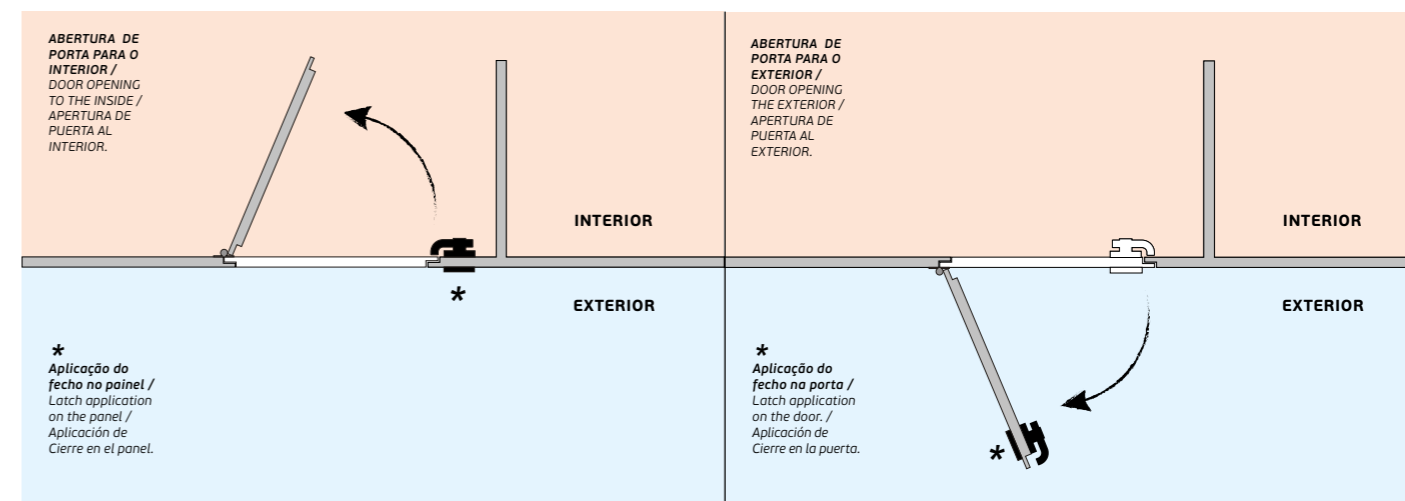 ABERTURA DE
PORTA PARA O
INTERIOR /
DOOR OPENING
TO THE INSIDE /
APERTURA DE
PUERTA AL
INTERIOR.
INTERIOR
EXTERIOR
*
*
Aplicação do
fecho no painel /
Latch application
on the panel /
Aplicación de
Cierre en el panel.
ABERTURA DE
PORTA PARA O
EXTERIOR /
DOOR OPENING
THE EXTERIOR /
APERTURA DE
PUERTA AL
EXTERIOR.
INTERIOR
EXTERIOR
*
Aplicação do
fecho na porta /
Latch application
on the door. /
Aplicación de
Cierre en la puerta.
*